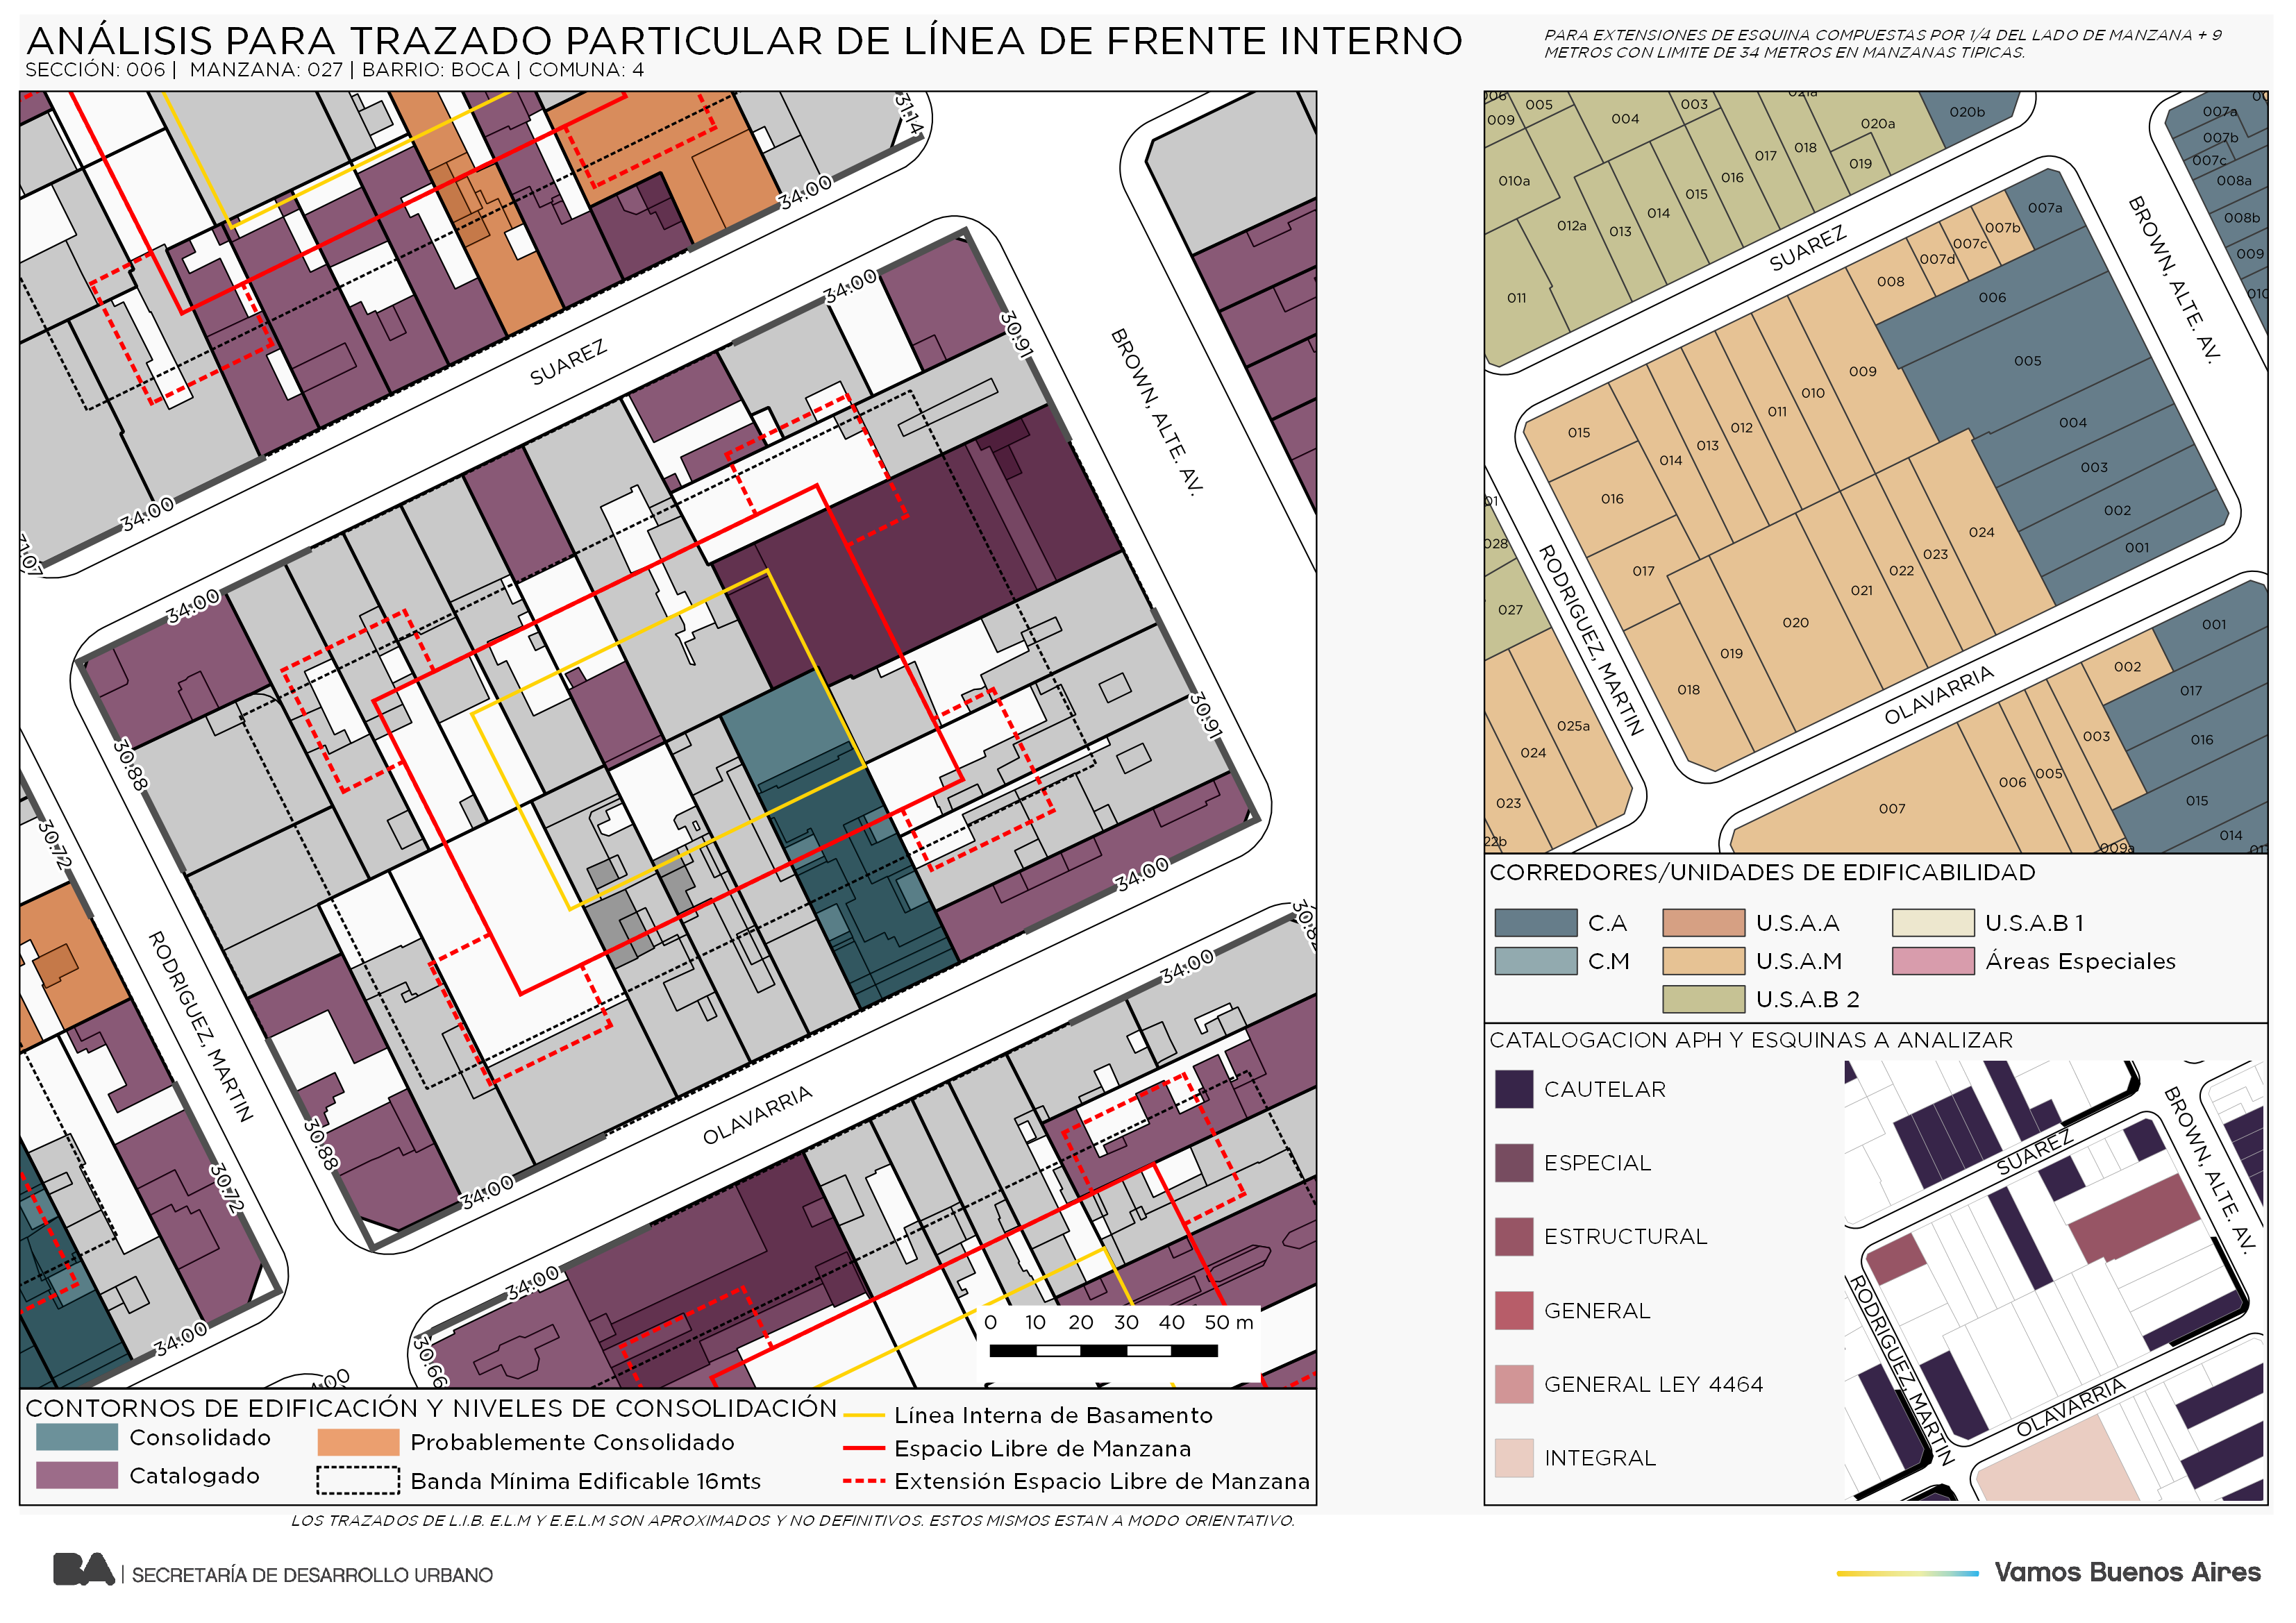 ANÁLISIS PARA TRAZADO PARTICULAR DE LÍNEA DE FRENTE INTERNO
SECCIÓN: 006 | MANZANA: 027 | BARRIO: BOCA | COMUNA: 4
PARA EXTENSIONES DE ESQUINA COMPUESTAS POR 1/4 DEL LADO DE MANZANA + 9
METROS CON LIMITE DE 34 METROS EN MANZANAS TIPICAS.
31.14
34.00
34.00
30.91
SUAREZ
BROWN, ALTE. AV.
34.00
31.07
34.00
30.88
30.91
30.72
34.00
RODRIGUEZ, MARTIN
30.88
OLAVARRIA
34.00
34.00
30.72
34.00
34.00
30.66
0 10 20 30 40 50 m
CONTORNOS DE EDIFICACIÓN Y NIVELES DE CONSOLIDACIÓN
Consolidado
Catalogado
Probablemente Consolidado
Banda Mínima Edificable 16mts
Línea Interna de Basamento
Espacio Libre de Manzana
Extensión Espacio Libre de Manzana
LOS TRAZADOS DE L.I.B. E.L.M Y E.E.L.M SON APROXIMADOS Y NO DEFINITIVOS. ESTOS MISMOS ESTAN A MODO ORIENTATIVO.
005
009
004
003
020a
020b
007a
007b
007c
008a
008b
009
010a
012a
013
014
015
016
017
018
019
011
SUAREZ
BROWN, ALTE. AV.
007a
007b
007c
007d
008
006
005
009
010
011
012
013
014
015
016
017
004
003
002
001
024
023
022
021
020
019
018
028
027
RODRIGUEZ, MARTIN
OLAVARRIA
025a
024
023
22b
001
002
017
016
003
005
006
007
015
014
009a
CORREDORES/UNIDADES DE EDIFICABILIDAD
C.A
C.M
U.S.A.A
U.S.A.M
U.S.A.B 2
U.S.A.B 1
Áreas Especiales
CATALOGACION APH Y ESQUINAS A ANALIZAR
CAUTELAR
ESPECIAL
ESTRUCTURAL
GENERAL
GENERAL LEY 4464
INTEGRAL
SUAREZ
BROWN, ALTE. AV.
RODRIGUEZ, MARTIN
OLAVARRIA
BA | SECRETARÍA DE DESARROLLO URBANO
Vamos Buenos Aires